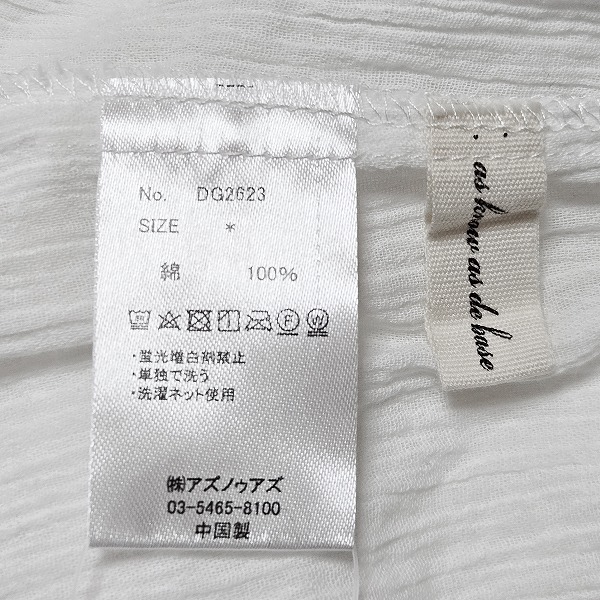 No. DG2623
SIZE *
綿 100%
・蛍光増白剤禁止
・単独で洗う
・洗濯ネット使用
㈱アズノゥアズ
03-5465-8100
中国製
as know as de base